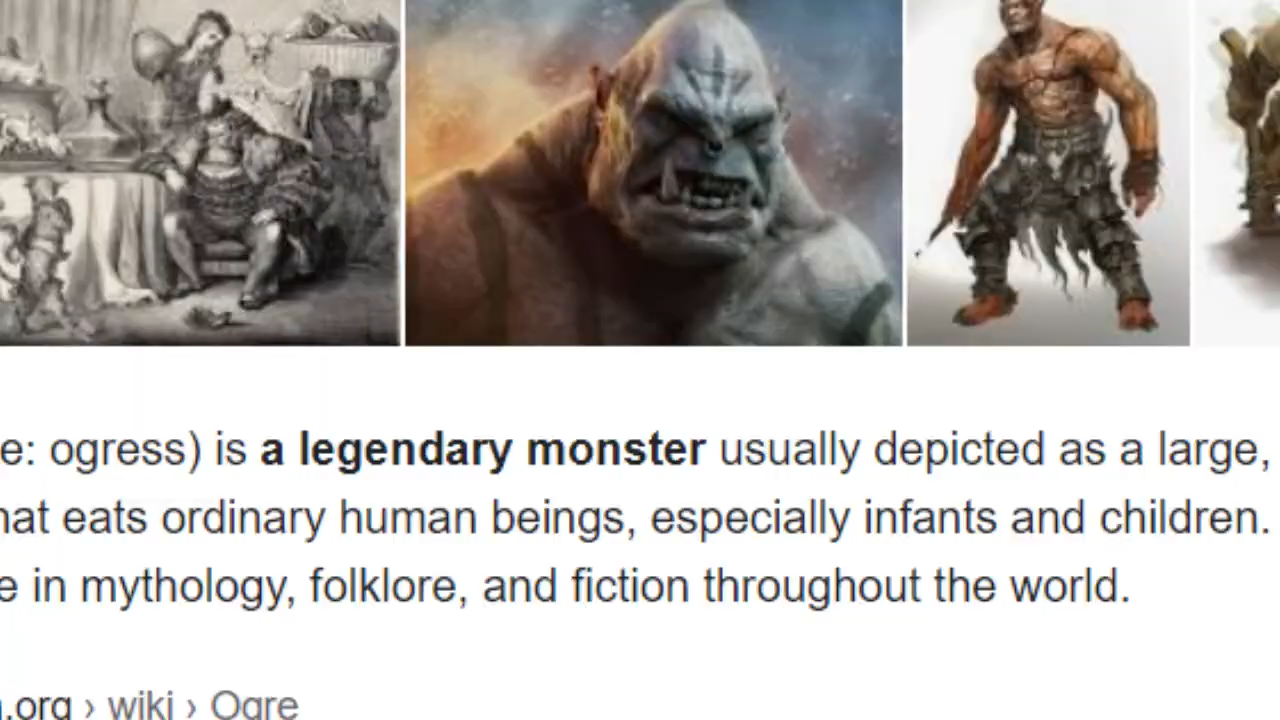 e: ogress) is a legendary monster usually depicted as a large,
hat eats ordinary human beings, especially infants and children.
e in mythology, folklore, and fiction throughout the world.
.org › wiki › Ogre